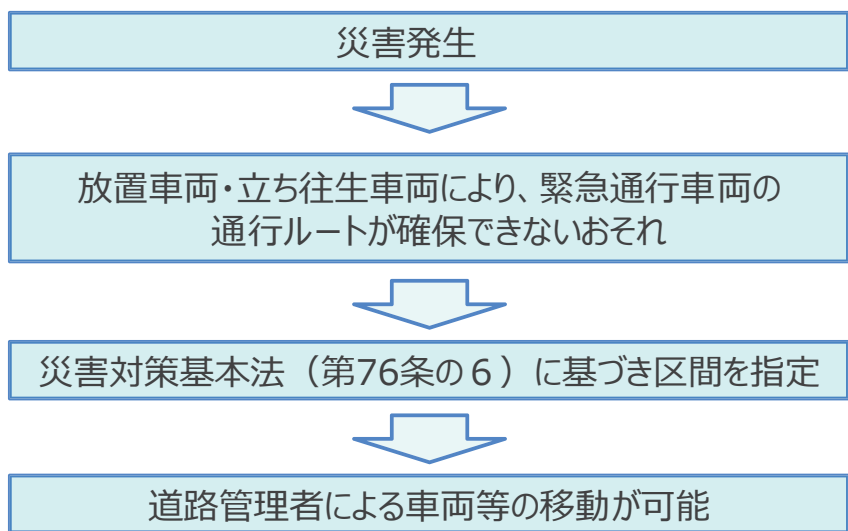 災害発生
放置車両・立ち往生車両により、緊急通行車両の
通行ルートが確保できないおそれ
災害対策基本法（第76条の６）に基づき区間を指定
道路管理者による車両等の移動が可能